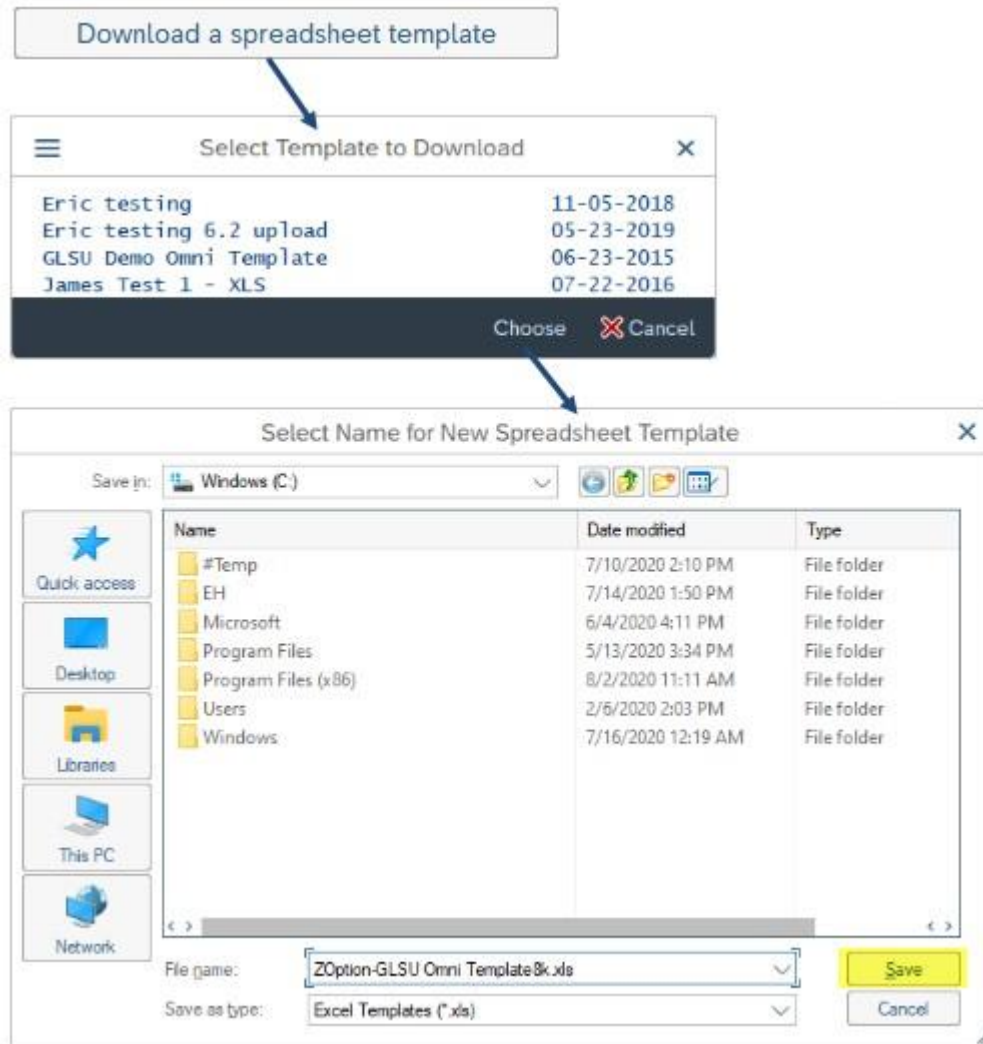 Download a spreadsheet template
Select Template to Download
Eric testing 11-05-2018
Eric testing 6.2 upload 05-23-2019
GLSU Demo Omni Template 06-23-2015
James Test 1 - XLS 07-22-2016
Choose Cancel
Select Name for New Spreadsheet Template
Save in: Windows (C:)
Name Date modified Type
#Temp 7/10/2020 2:10 PM File folder
EH 7/14/2020 1:50 PM File folder
Microsoft 6/4/2020 4:11 PM File folder
Program Files 5/13/2020 3:34 PM File folder
Program Files (x86) 8/2/2020 11:11 AM File folder
Users 2/6/2020 2:03 PM File folder
Windows 7/16/2020 12:19 AM File folder
Quick access
Desktop
Libraries
This PC
Network
File name: ZOption-GLSU Omni Template8k.xls Save
Save as type: Excel Templates (*.xls) Cancel